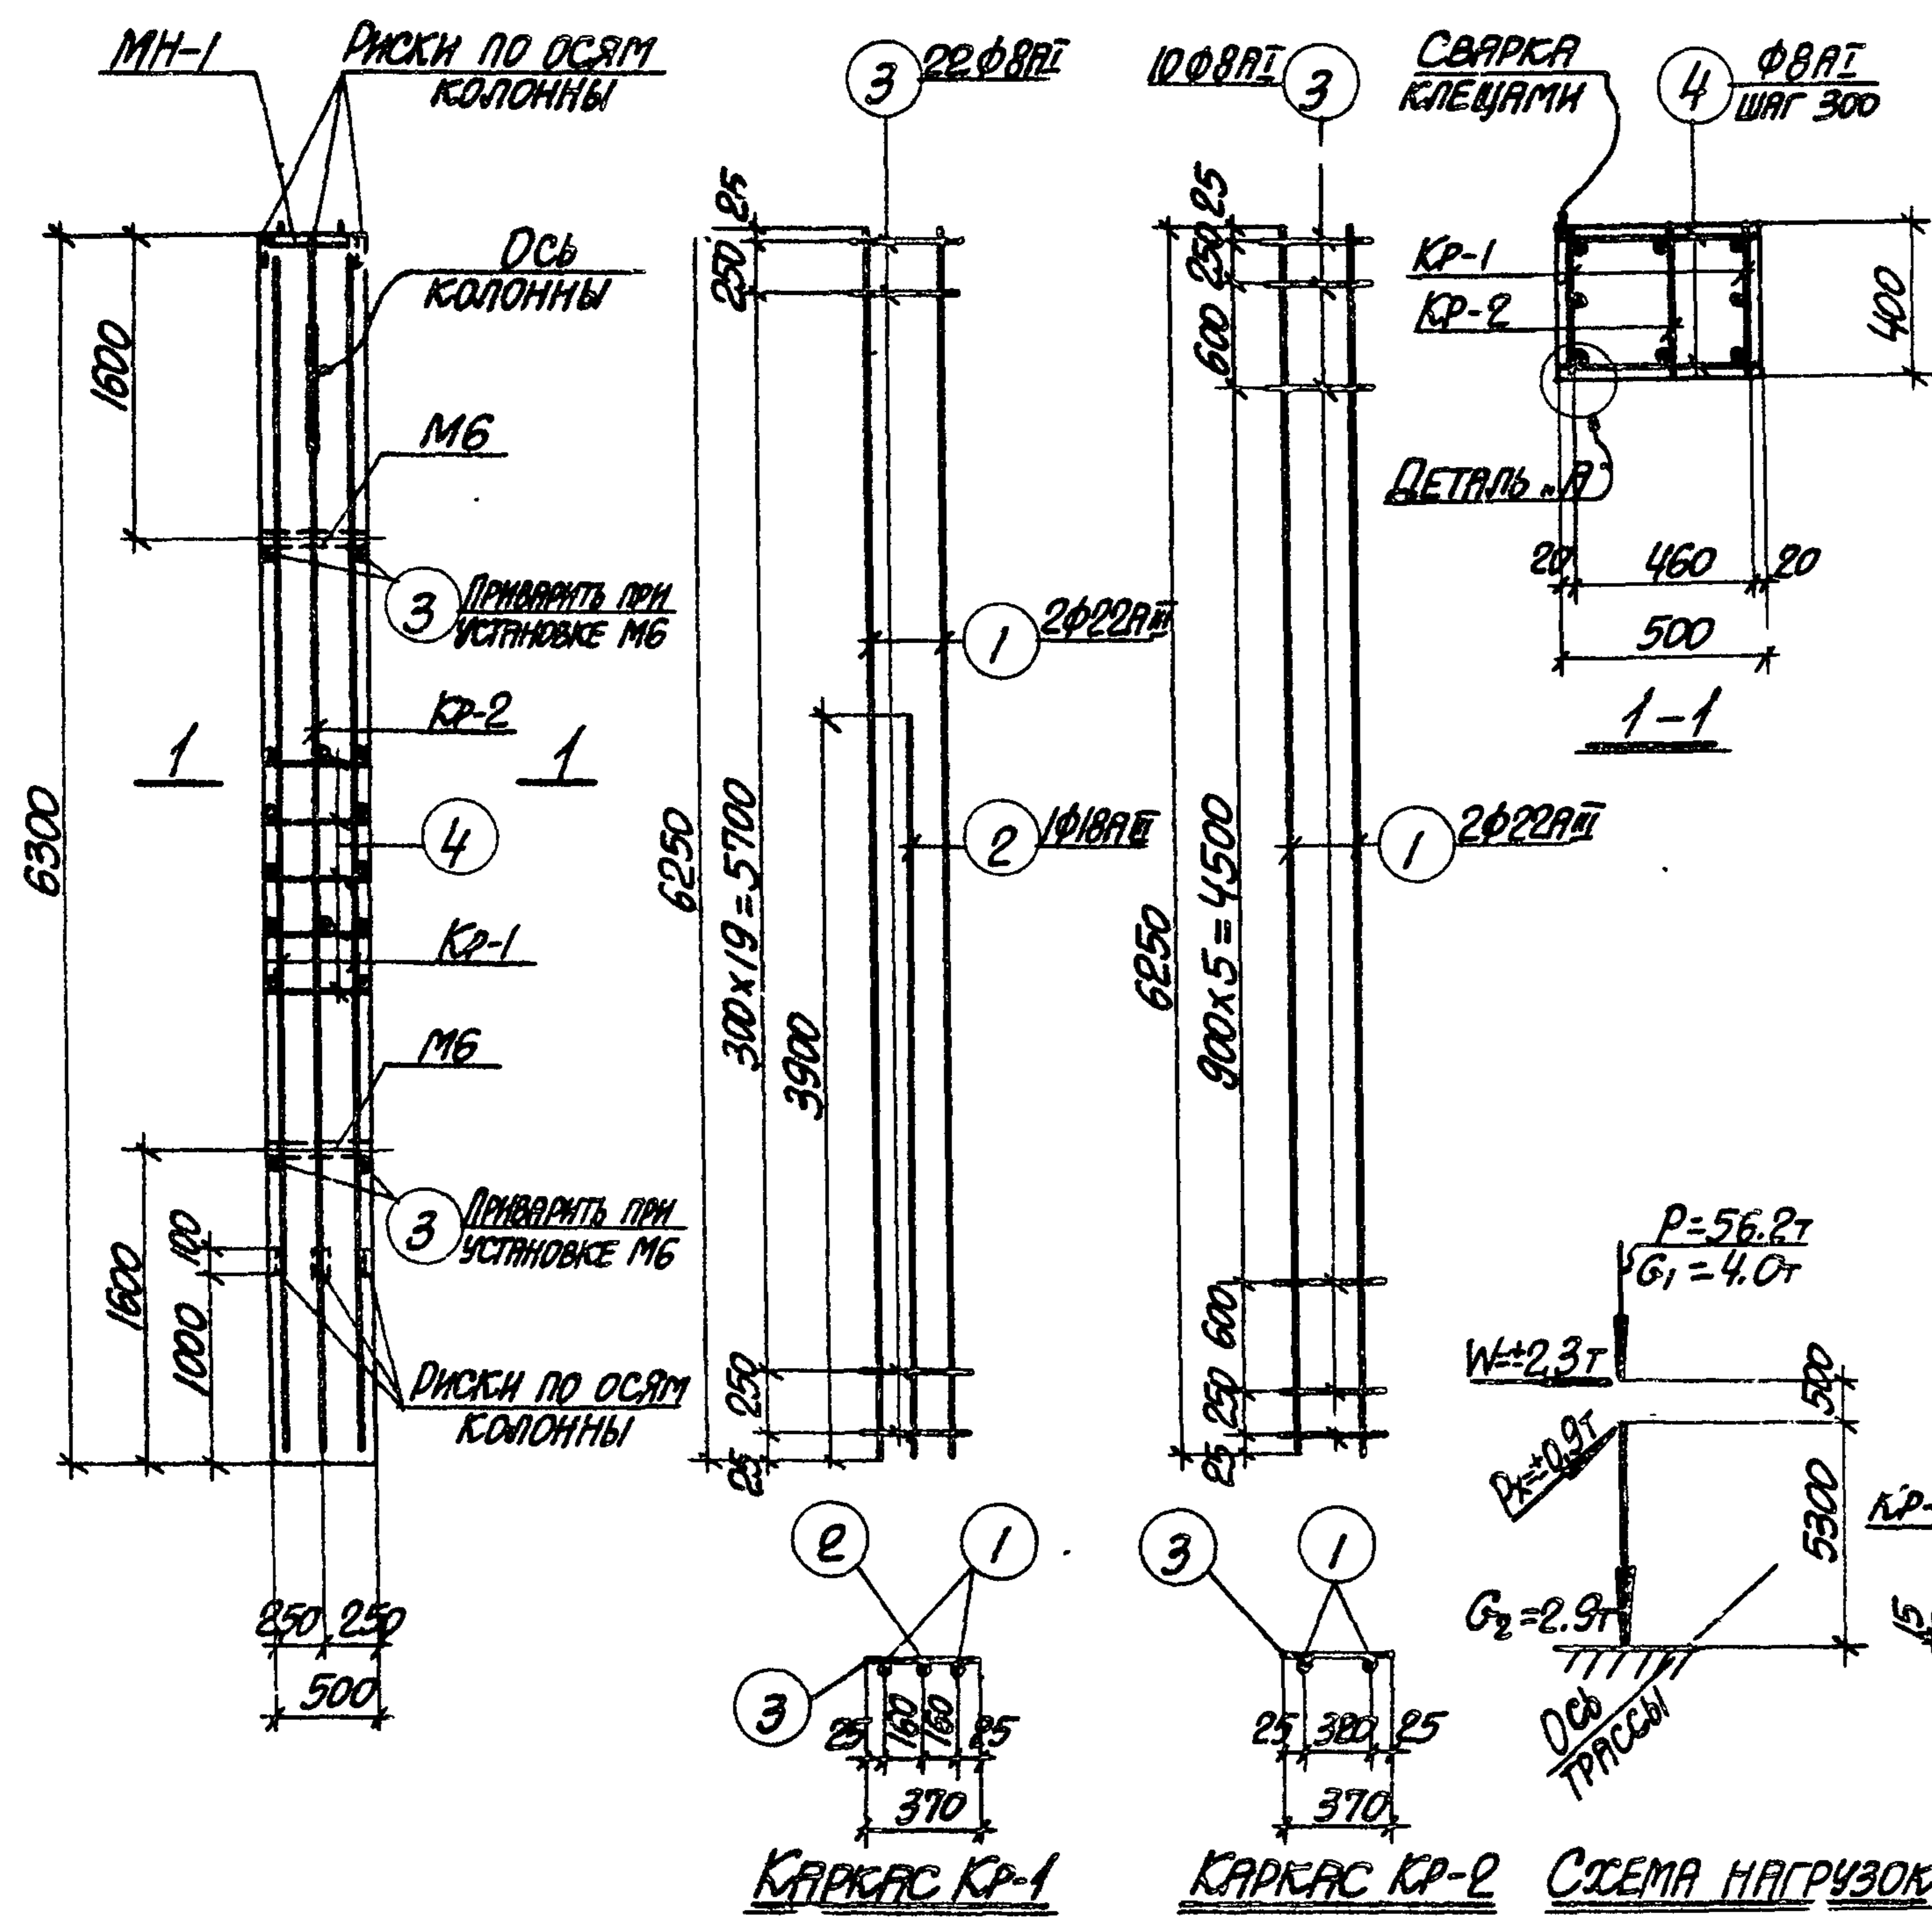 МН-1
Риски по осям
колонны
3
22ф8АI
10ф8АI
3
Сварка
клещами
4
ф8АI
шаг 300
25
250
25
250
600
1600
Ось
колонны
Кр-1
Кр-2
400
М6
Деталь „А"
20
460
20
500
1-1
3
Приварить при
установке М6
1
2ф22АIII
Кр-2
1
1
6300
4
2
1ф18АIII
1
2ф22АIII
6250
300х19=5700
3900
6250
900х5=4500
Кр-1
М6
3
Приварить при
установке М6
1600
100
1000
Риски по осям
колонны
250
25
600
250
25
Р=56.2т
G1=4.0т
W=±2,3т
500
Рк=±0,9т
5300
G2=2.9т
Ось
трассы
Кр-
15
250
250
500
2
1
3
25
160
160
25
370
3
1
25
320
25
370
Каркас Кр-1
Каркас Кр-2
Схема нагрузок